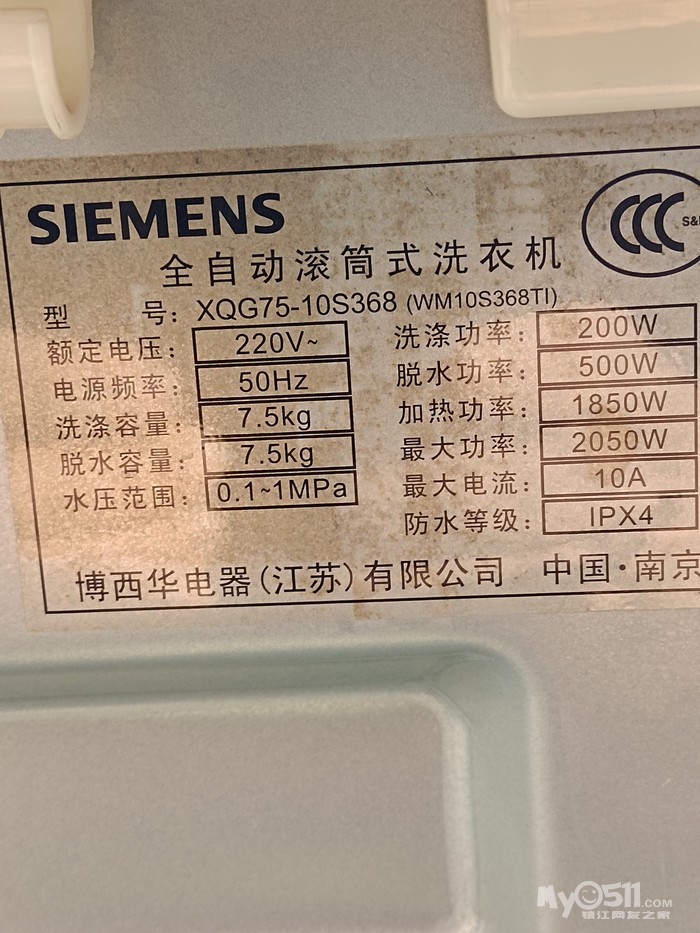 SIEMENS
S&
全自动滚筒式洗衣机
型 号: XQG75-10S368 (WM10S368TI)
额定电压: 220V~ 洗涤功率: 200W
电源频率: 50Hz 脱水功率: 500W
洗涤容量: 7.5kg 加热功率: 1850W
脱水容量: 7.5kg 最大功率: 2050W
水压范围: 0.1~1MPa 最大电流: 10A
防水等级: IPX4
博西华电器(江苏)有限公司 中国·南京
My0511.COM
镇江网友之家